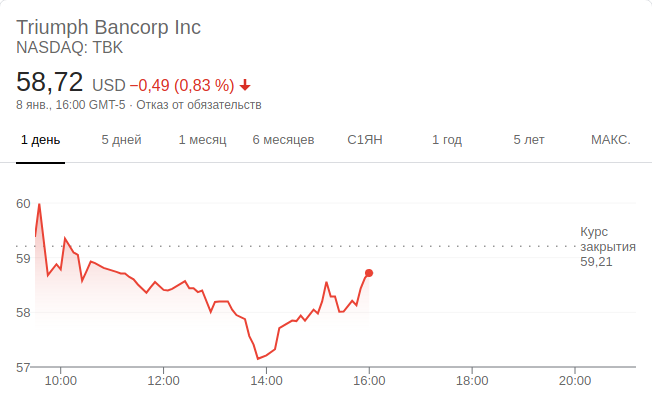 Triumph Bancorp Inc
NASDAQ: TBK
58,72 USD −0,49 (0,83 %)
8 янв., 16:00 GMT-5 · Отказ от обязательств
1 день 5 дней 1 месяц 6 месяцев С1ЯН 1 год 5 лет МАКС.
60
Курс
закрытия
59,21
59
58
57
10:00 12:00 14:00 16:00 18:00 20:00